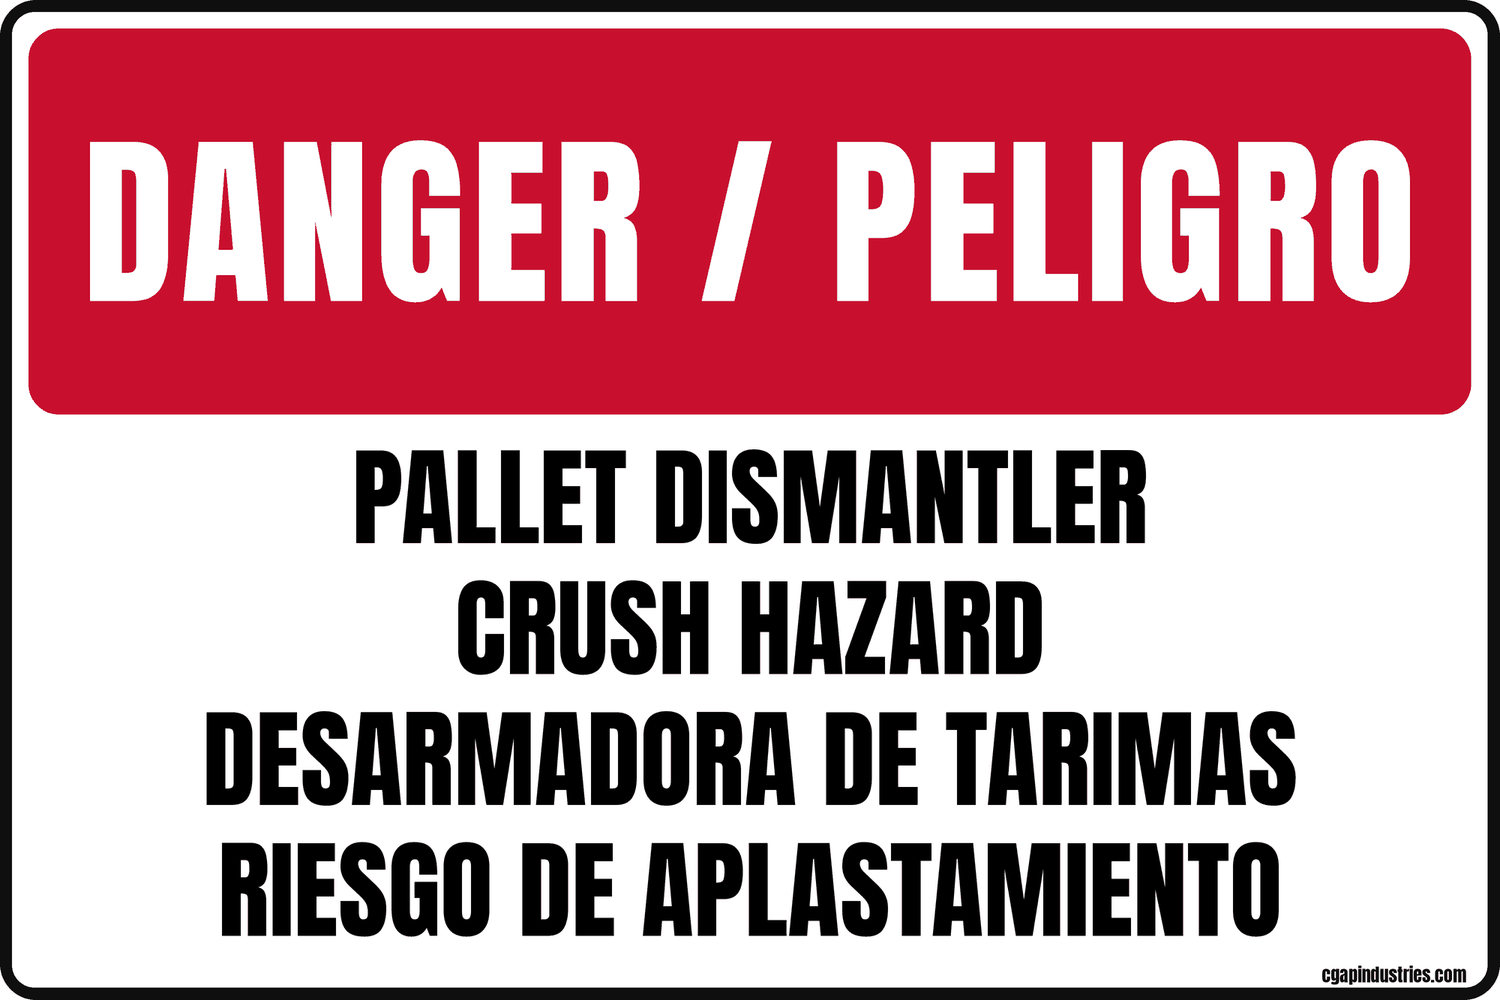 DANGER / PELIGRO
PALLET DISMANTLER
CRUSH HAZARD
DESARMADORA DE TARIMAS
RIESGO DE APLASTAMIENTO
cgapindustries.com